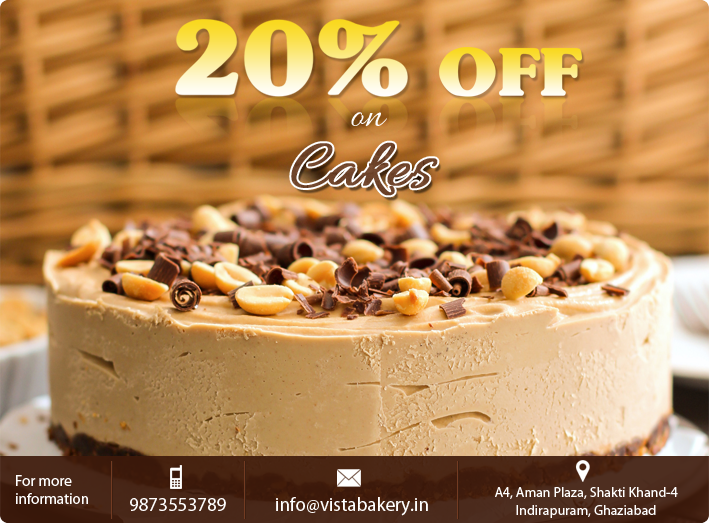 20% OFF
on
Cakes
For more
information
9873553789
info@vistabakery.in
A4, Aman Plaza, Shakti Khand-4
Indirapuram, Ghaziabad